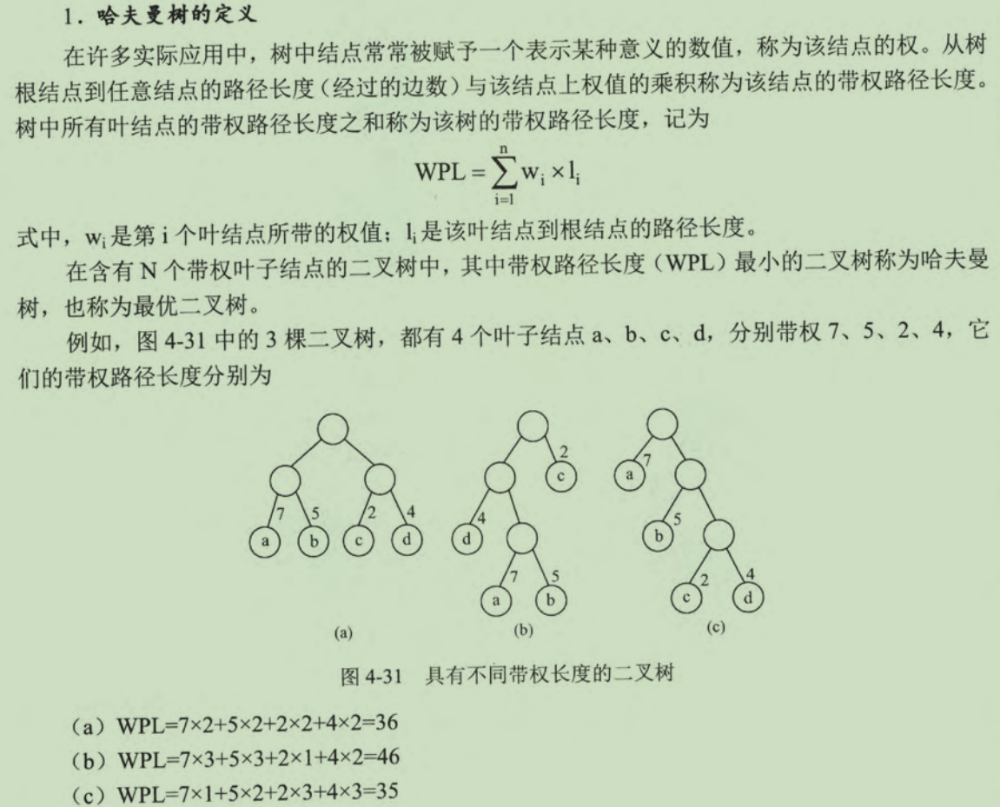 1. 哈夫曼树的定义
在许多实际应用中，树中结点常常被赋予一个表示某种意义的数值，称为该结点的权。从树
根结点到任意结点的路径长度（经过的边数）与该结点上权值的乘积称为该结点的带权路径长度。
树中所有叶结点的带权路径长度之和称为该树的带权路径长度，记为
n
WPL = ∑ wᵢ × lᵢ
i=1
式中，wᵢ是第 i 个叶结点所带的权值；lᵢ是该叶结点到根结点的路径长度。
在含有 N 个带权叶子结点的二叉树中，其中带权路径长度（WPL）最小的二叉树称为哈夫曼
树，也称为最优二叉树。
例如，图 4-31 中的 3 棵二叉树，都有 4 个叶子结点 a、b、c、d，分别带权 7、5、2、4，它
们的带权路径长度分别为
7 5 2 4
a b c d
(a)
2
c
4
d
7 5
a b
(b)
7
a
5
b
2 4
c d
(c)
图 4-31 具有不同带权长度的二叉树
（a）WPL=7×2+5×2+2×2+4×2=36
（b）WPL=7×3+5×3+2×1+4×2=46
（c）WPL=7×1+5×2+2×3+4×3=35